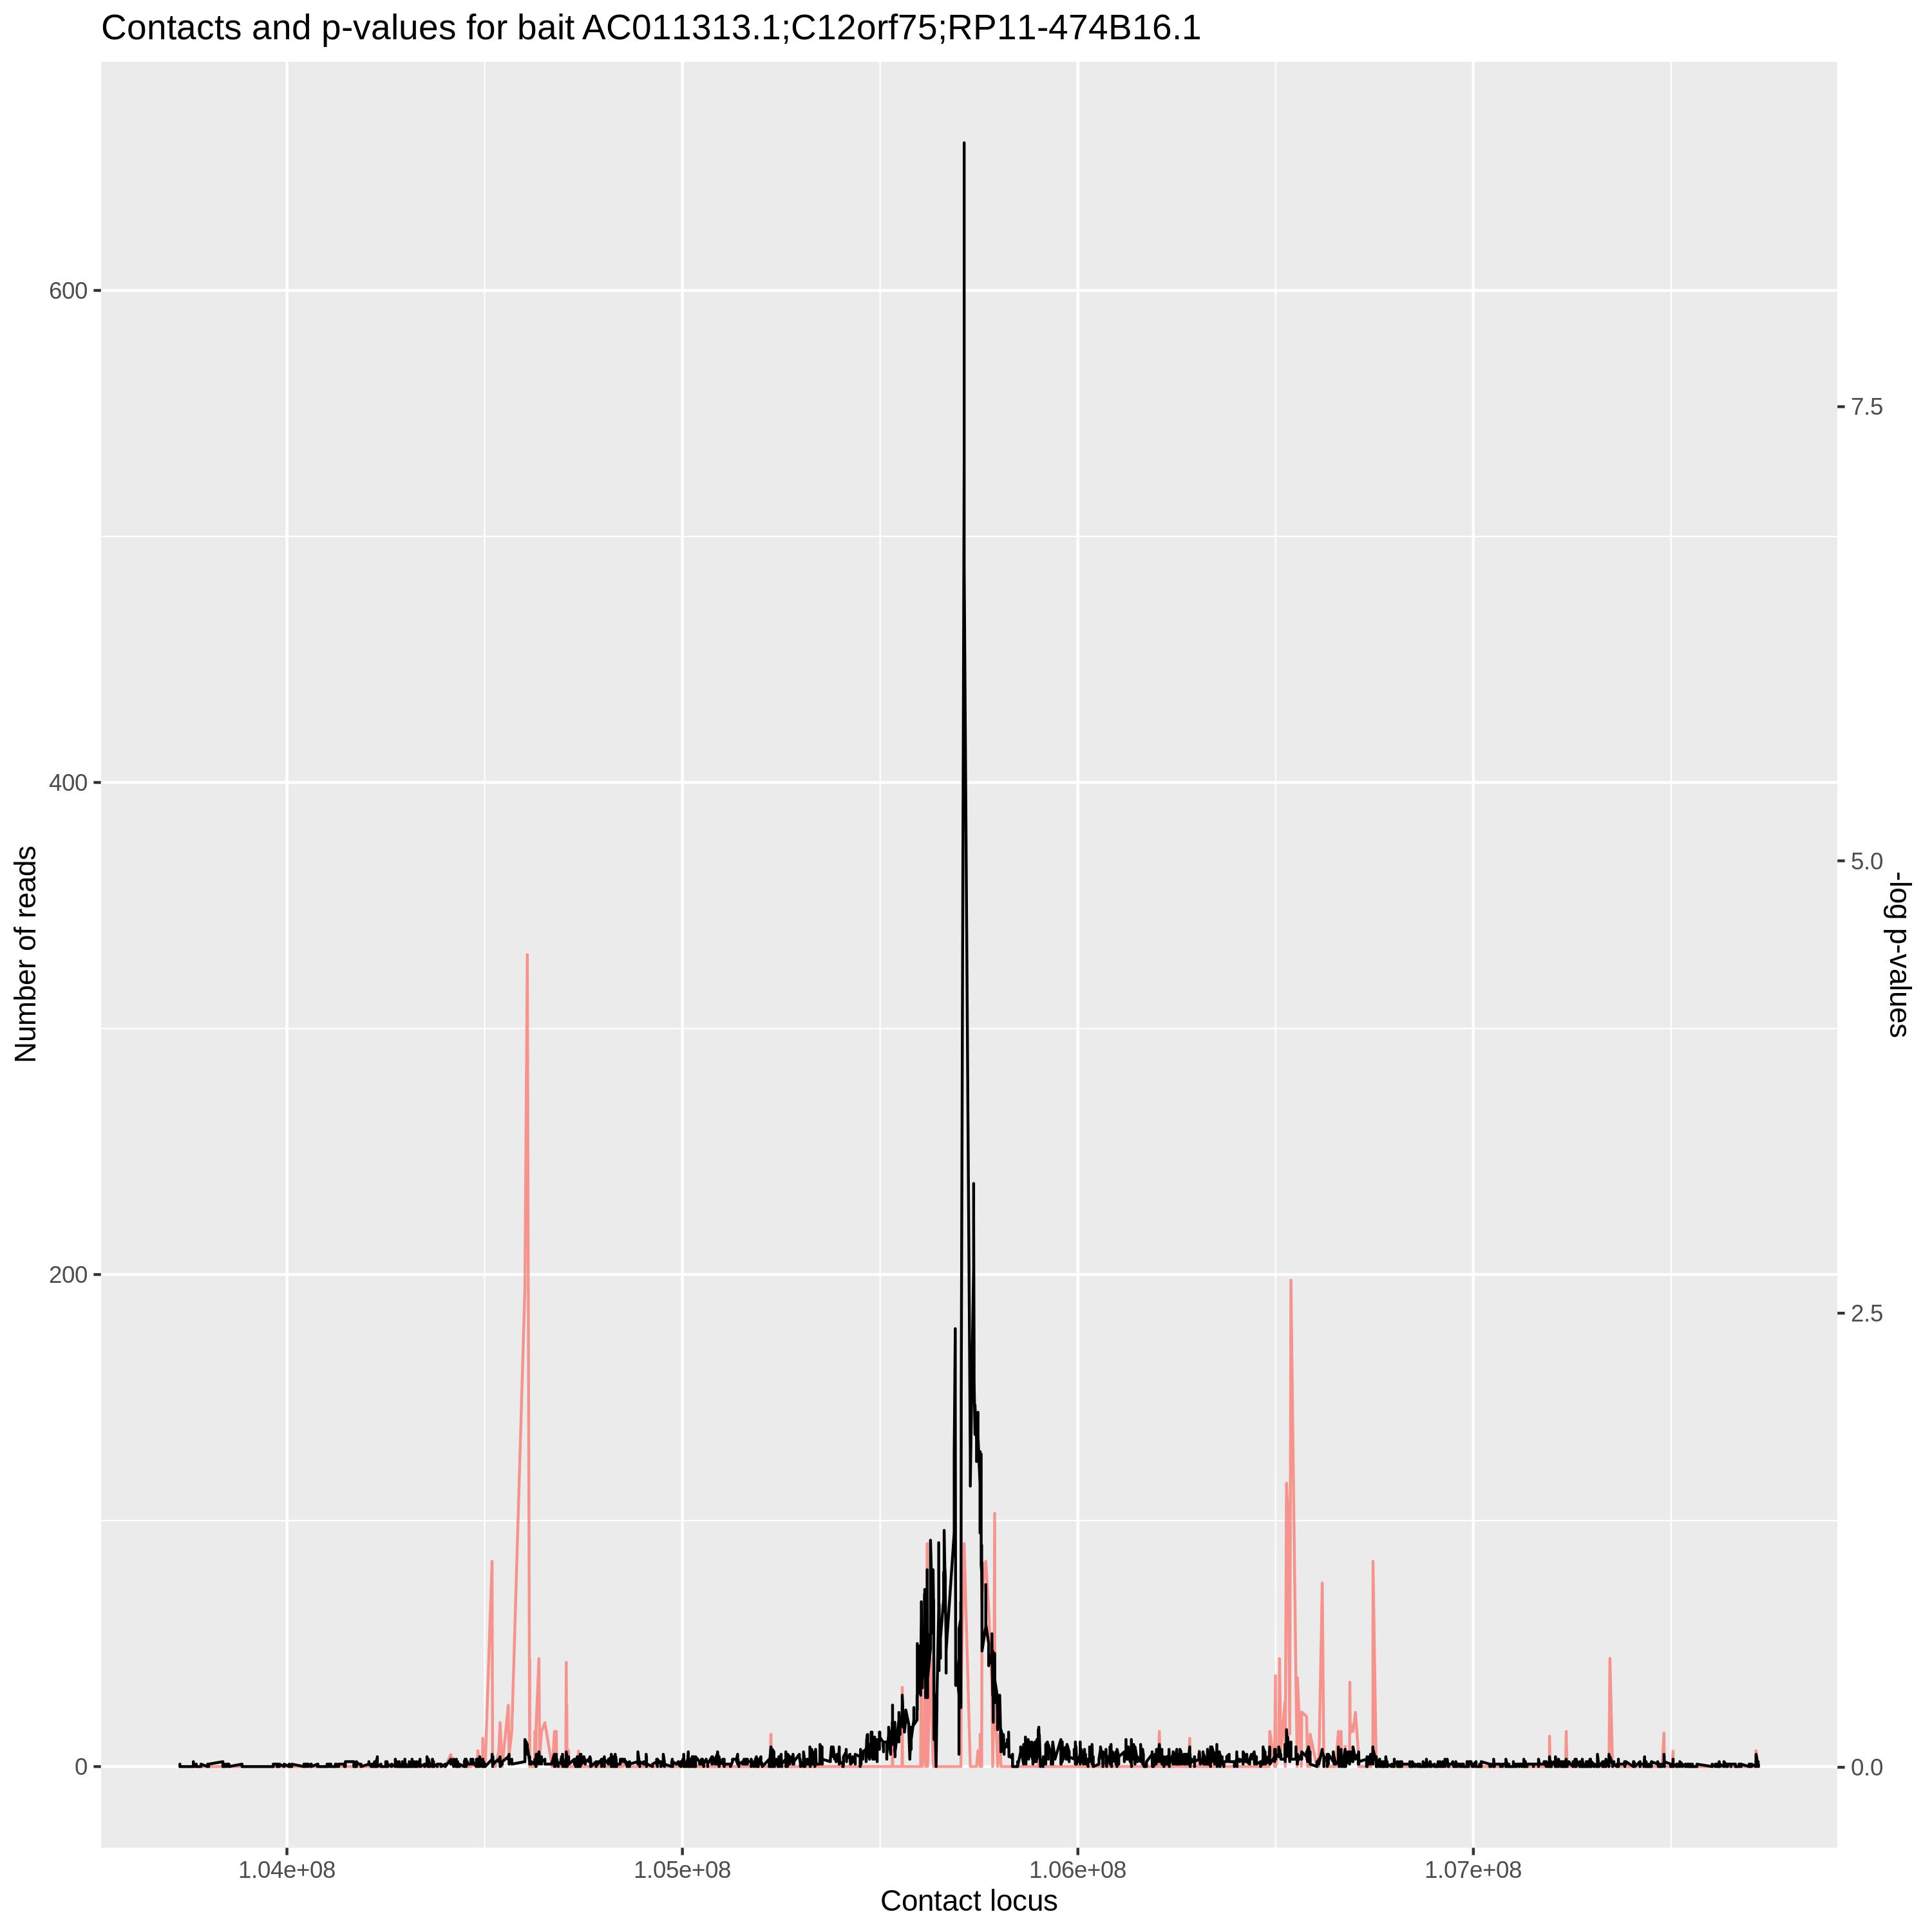 Contacts and p-values for bait AC011313.1;C12orf75;RP11-474B16.1
600
400
200
0
Number of reads
7.5
5.0
2.5
0.0
-log p-values
1.04e+08
1.05e+08
1.06e+08
1.07e+08
Contact locus